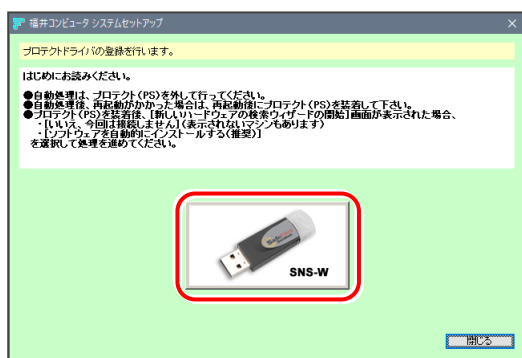 福井コンピュータ システムセットアップ
プロテクトドライバの登録を行います。
はじめにお読みください。
●自動処理は、プロテクト(PS)を外して行ってください。
●自動処理後、再起動がかかった場合は、再起動後にプロテクト(PS)を装着して下さい。
●プロテクト(PS)を装着後、[新しいハードウェアの検索ウィザードの開始]画面が表示された場合、
・[いいえ、今回は接続しません](表示されないマシンもあります)
・[ソフトウェアを自動的にインストールする(推奨)]
を選択して処理を進めてください。
SNS-W
閉じる